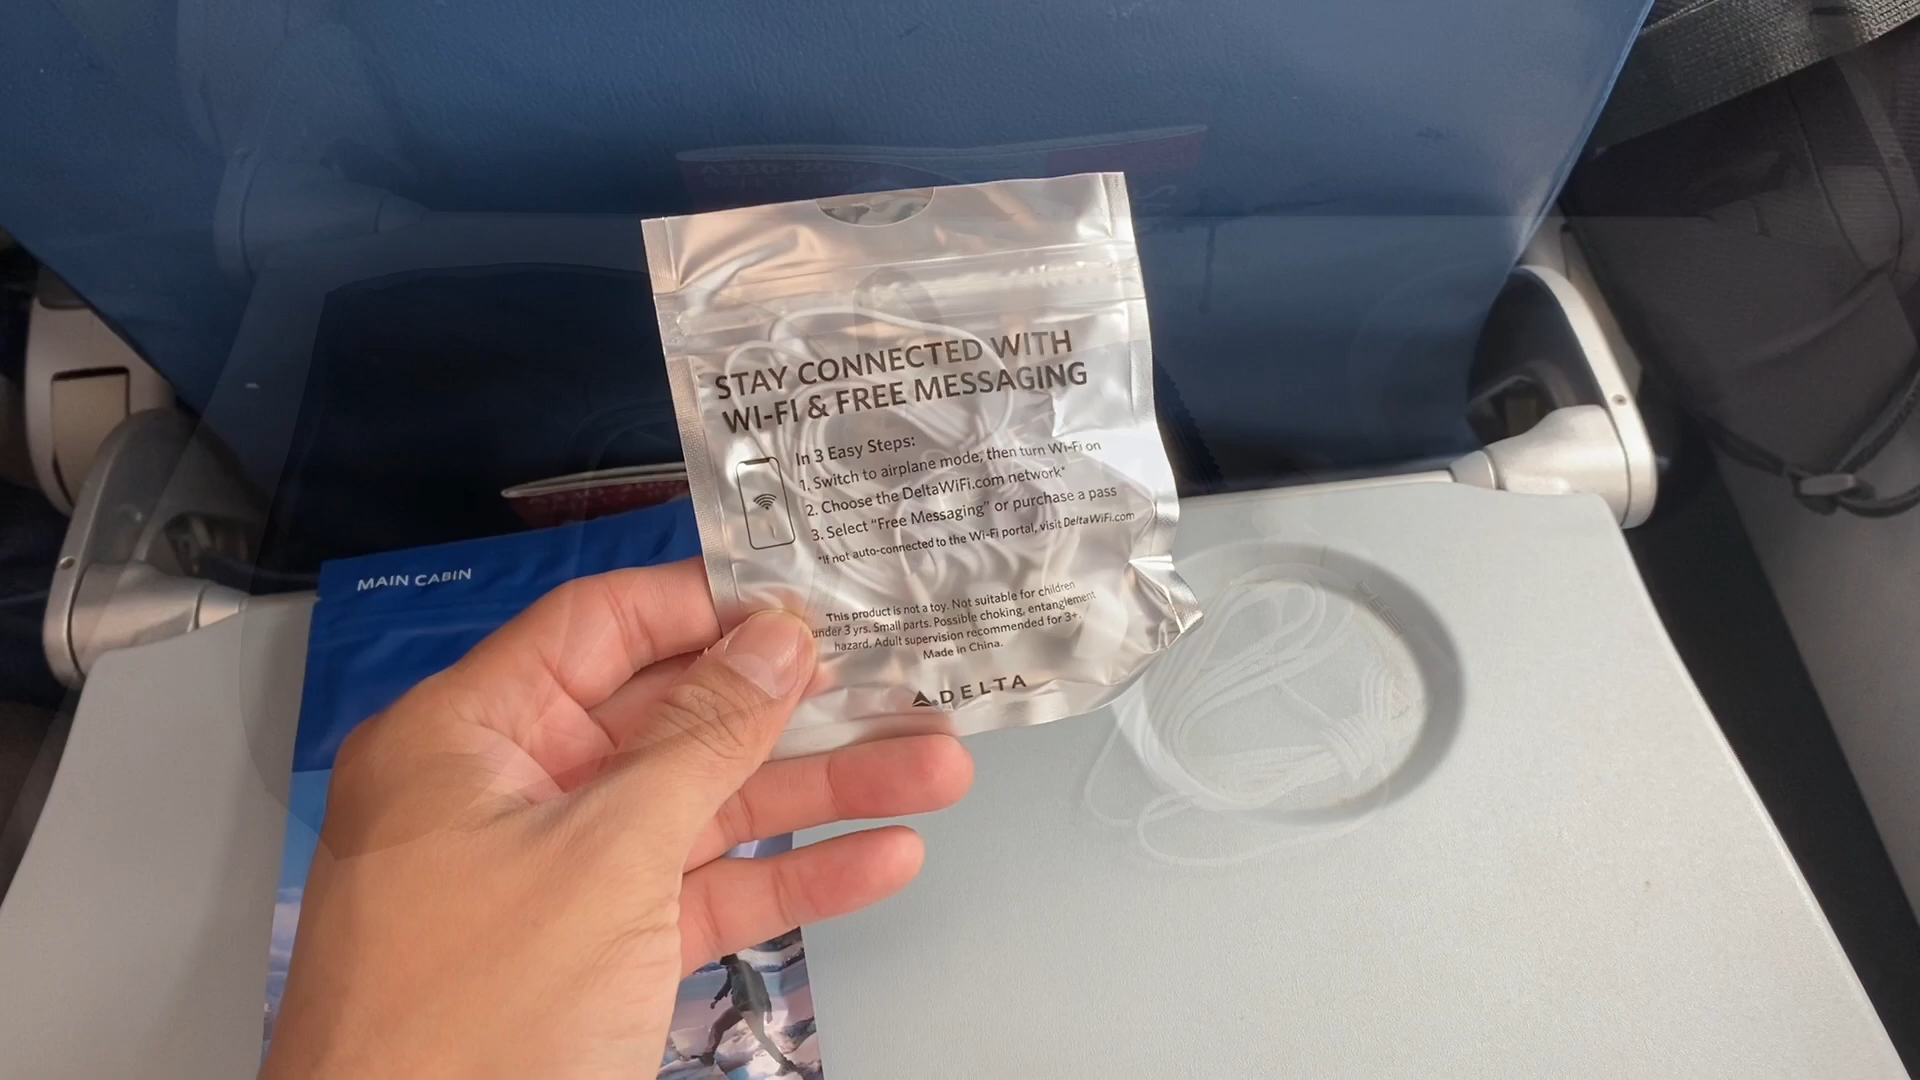 A330-200
STAY CONNECTED WITH
WI-FI & FREE MESSAGING
In 3 Easy Steps:
1. Switch to airplane mode, then turn Wi-Fi on
2. Choose the DeltaWiFi.com network*
3. Select “Free Messaging” or purchase a pass
*If not auto-connected to the Wi-Fi portal, visit DeltaWiFi.com
This product is not a toy. Not suitable for children
under 3 yrs. Small parts. Possible choking, entanglement
hazard. Adult supervision recommended for 3+.
Made in China.
DELTA
MAIN CABIN